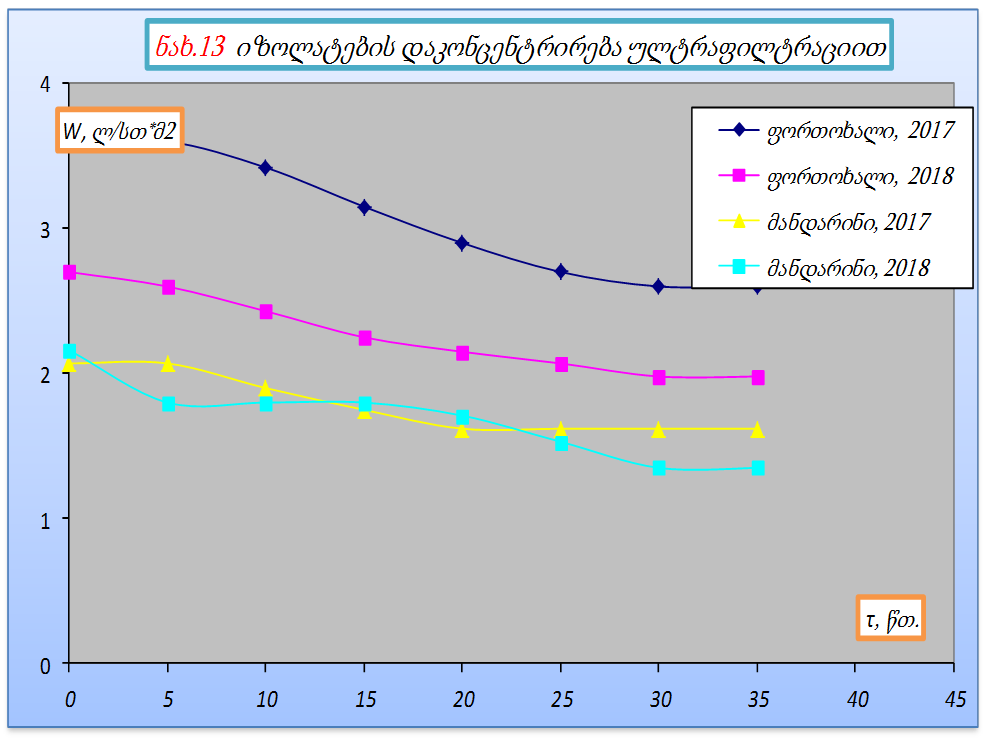 ნახ.13 იზოლატების დაკონცენტრირება ულტრაფილტრაციით
4
W, ლ/სთ*მ2
ფორთოხალი, 2017
ფორთოხალი, 2018
მანდარინი, 2017
მანდარინი, 2018
3
2
1
τ, წთ.
0
0 5 10 15 20 25 30 35 40 45